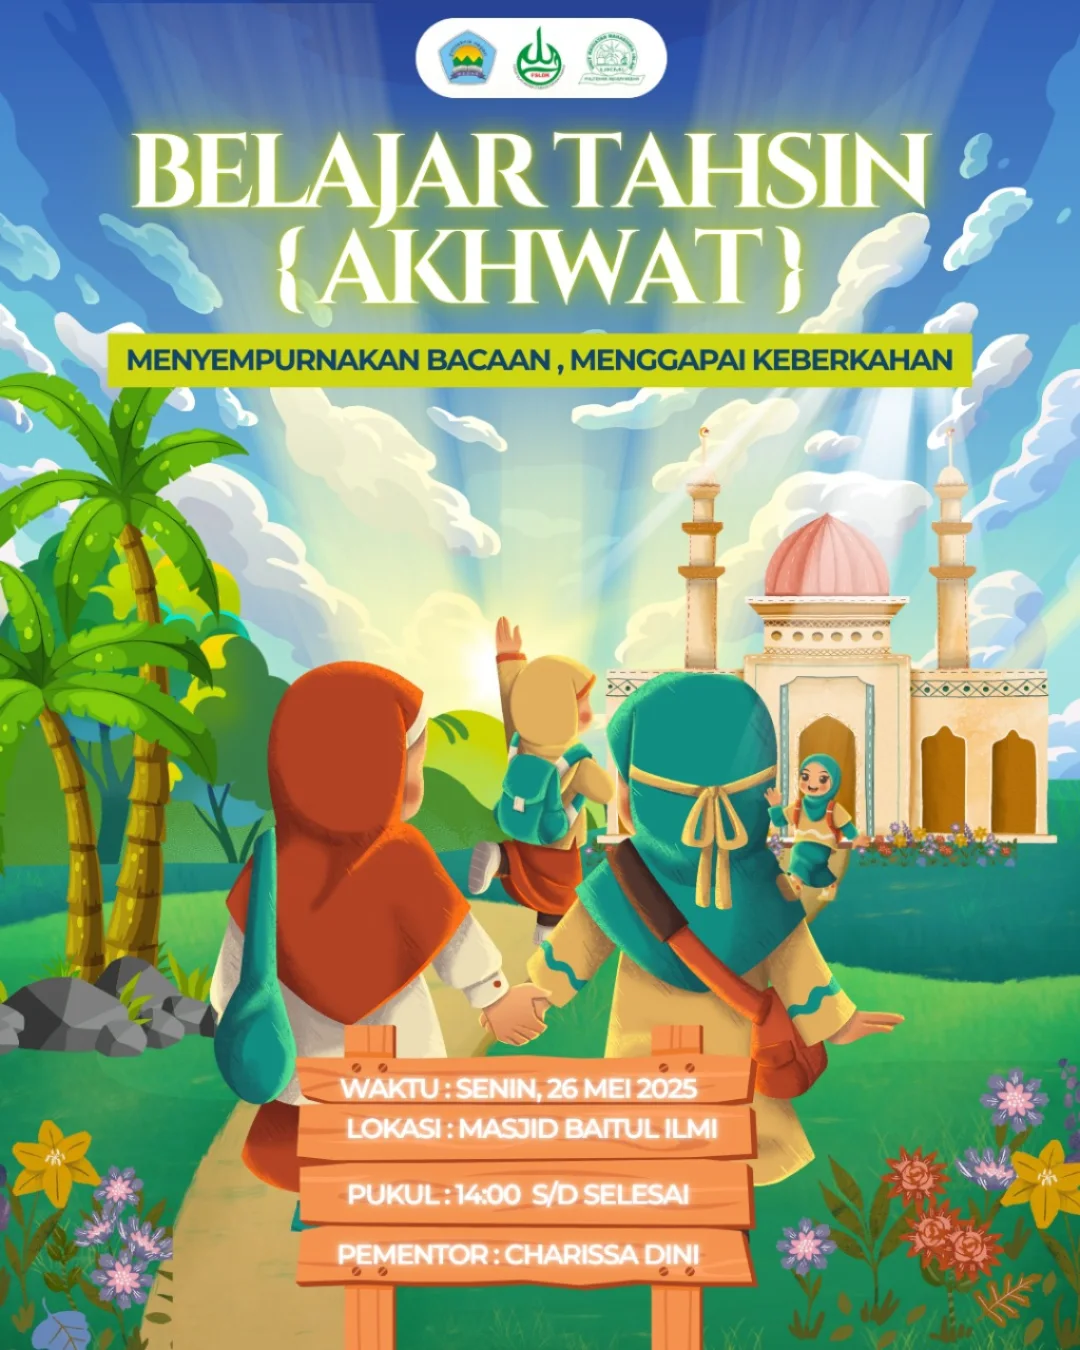 FSLDK
BELAJAR TAHSIN
{ AKHWAT }
MENYEMPURNAKAN BACAAN , MENGGAPAI KEBERKAHAN
WAKTU : SENIN, 26 MEI 2025
LOKASI : MASJID BAITUL ILMI
PUKUL : 14:00 S/D SELESAI
PEMENTOR : CHARISSA DINI